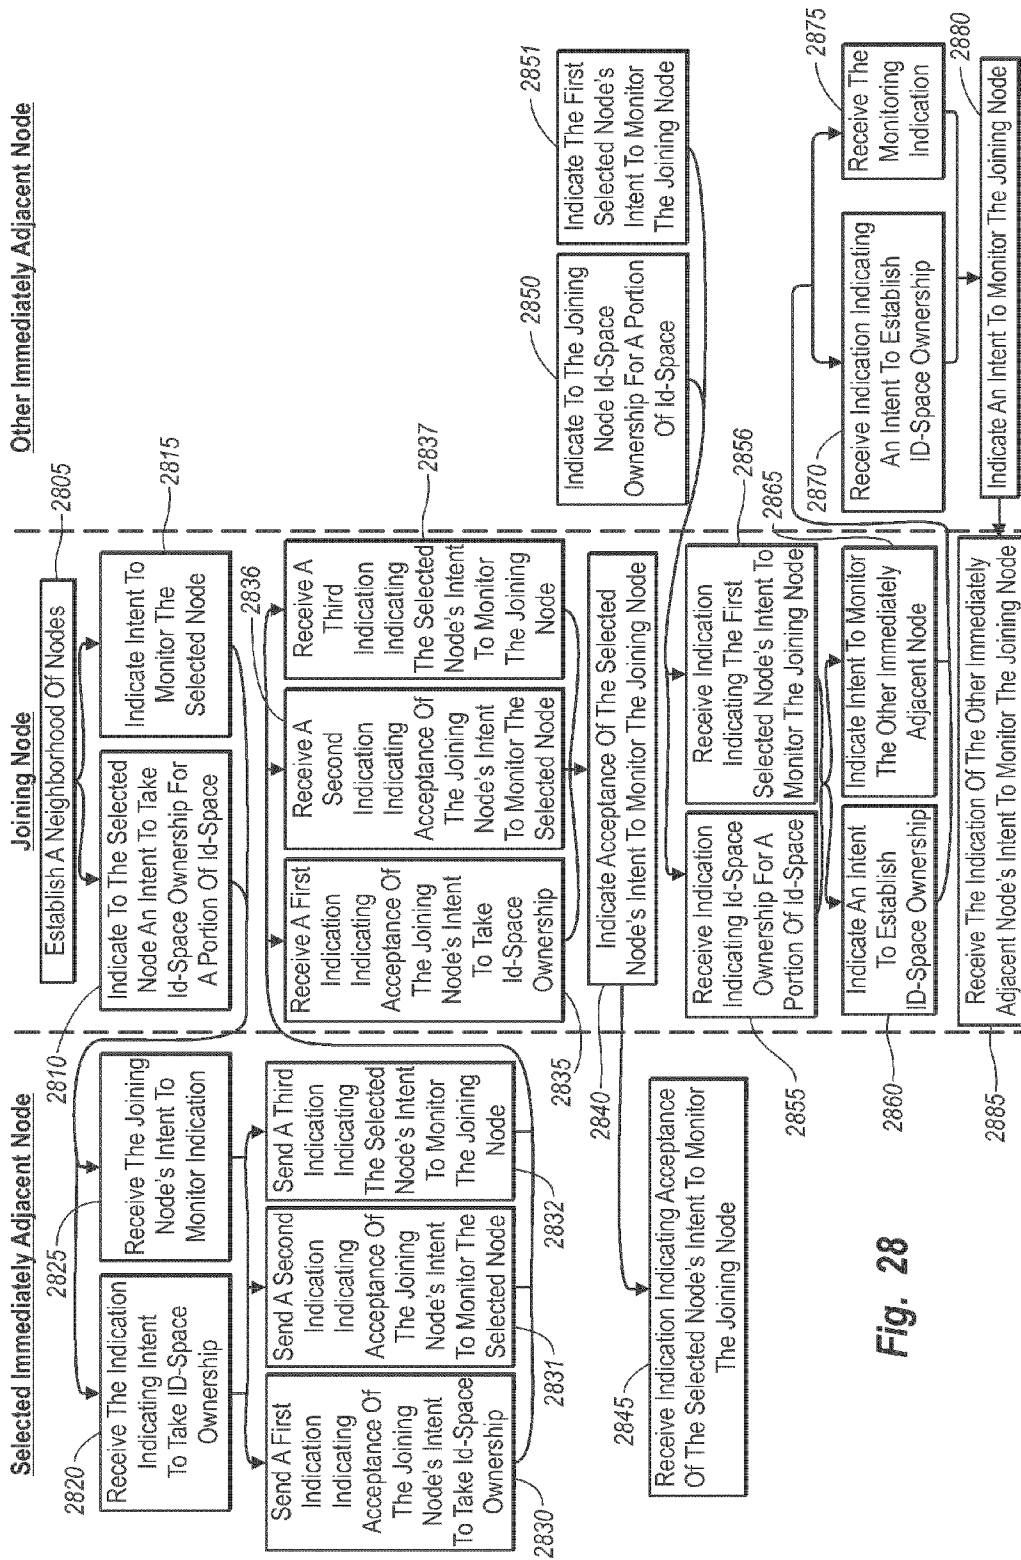 Selected Immediately Adjacent Node
Joining Node
Other Immediately Adjacent Node
Establish A Neighborhood Of Nodes
2805
2810
Indicate To The Selected
Node An Intent To Take
Id-Space Ownership For
A Portion Of Id-Space
Indicate Intent To
Monitor The
Selected Node
2815
2820
Receive The Indication
Indicating Intent
To Take ID-Space
Ownership
2825
Receive The Joining
Node's Intent To
Monitor Indication
Send A First
Indication
Indicating
Acceptance Of
The Joining
Node's Intent
To Take Id-Space
Ownership
2830
Send A Second
Indication
Indicating
Acceptance Of
The Joining
Node's Intent
To Monitor The
Selected Node
2831
Send A Third
Indication
Indicating
The Selected
Node's Intent
To Monitor
The Joining
Node
2832
Receive A First
Indication
Indicating
Acceptance Of
The Joining
Node's Intent
To Take
Id-Space
Ownership
2835
2836
Receive A
Second
Indication
Indicating
Acceptance Of
The Joining
Node's Intent
To Monitor The
Selected Node
Receive A
Third
Indication
Indicating
The Selected
Node's Intent
To Monitor
The Joining
Node
2837
Indicate Acceptance Of The Selected
Node's Intent To Monitor The Joining Node
2840
2845
Receive Indication Indicating Acceptance
Of The Selected Node's Intent To Monitor
The Joining Node
2850
Indicate To The Joining
Node Id-Space
Ownership For A Portion
Of Id-Space
2851
Indicate The First
Selected Node's
Intent To Monitor
The Joining Node
Receive Indication
Indicating Id-Space
Ownership For A
Portion Of Id-Space
2855
Receive Indication
Indicating The First
Selected Node's Intent To
Monitor The Joining Node
2856
Indicate An Intent
To Establish
ID-Space Ownership
2860
Indicate Intent To Monitor
The Other Immediately
Adjacent Node
2865
2870
Receive Indication Indicating
An Intent To Establish
ID-Space Ownership
Receive The
Monitoring
Indication
2875
Indicate An Intent To Monitor The Joining Node
2880
Receive The Indication Of The Other Immediately
Adjacent Node's Intent To Monitor The Joining Node
2885
Fig. 28